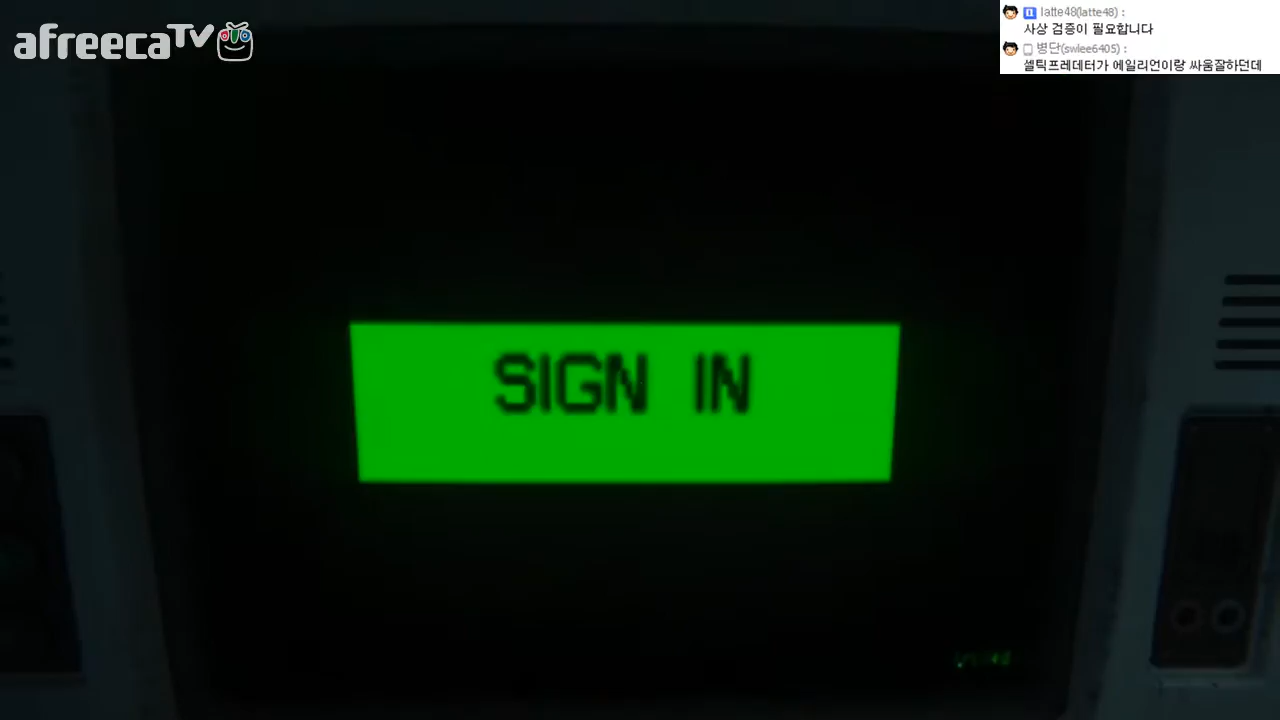 afreecaTV
latte48(latte48) :
사상 검증이 필요합니다
병단(swlee6405) :
셀틱프레데터가 에일리언이랑 싸움잘하던데
SIGN IN